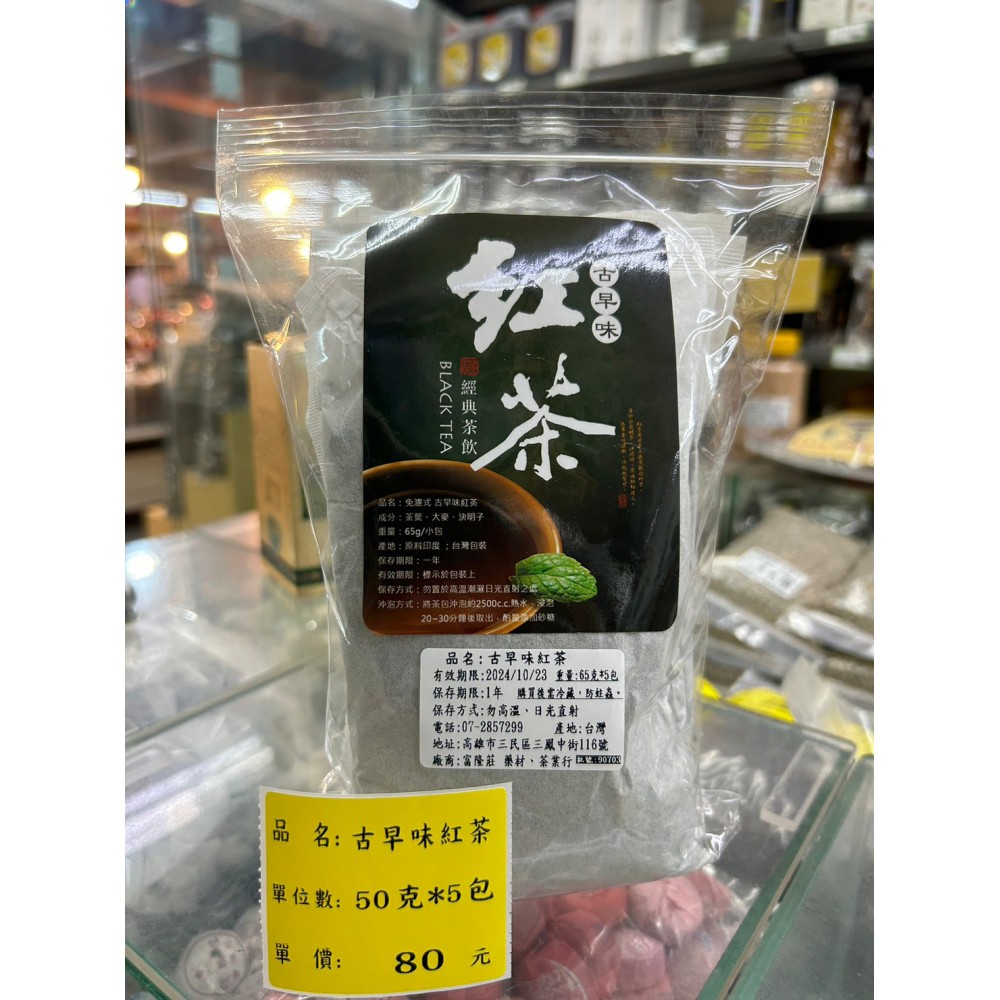 紅茶
古早味
經典茶飲
BLACK TEA
品名：免濾式 古早味紅茶
成分：茶葉、大麥、決明子
重量：65g/小包
產地：原料印度；台灣包裝
保存期限：一年
有效期限：標示於包裝上
保存方式：勿置於高溫潮濕日光直射之處
沖泡方式：將茶包沖泡約2500c.c.熱水，浸泡
20~30分鐘後取出，酌量添加砂糖
品名:古早味紅茶
有效期限:2024/10/23 重量:65克*5包
保存期限:1年 購買後需冷藏，防蛀蟲。
保存方式:勿高溫、日光直射
電話:07-2857299 產地:台灣
地址:高雄市三民區三鳳中街116號
廠商:富隆莊 藥材，茶業行 批號:90703
品 名: 古早味紅茶
單位數: 50克*5包
單 價: 80 元